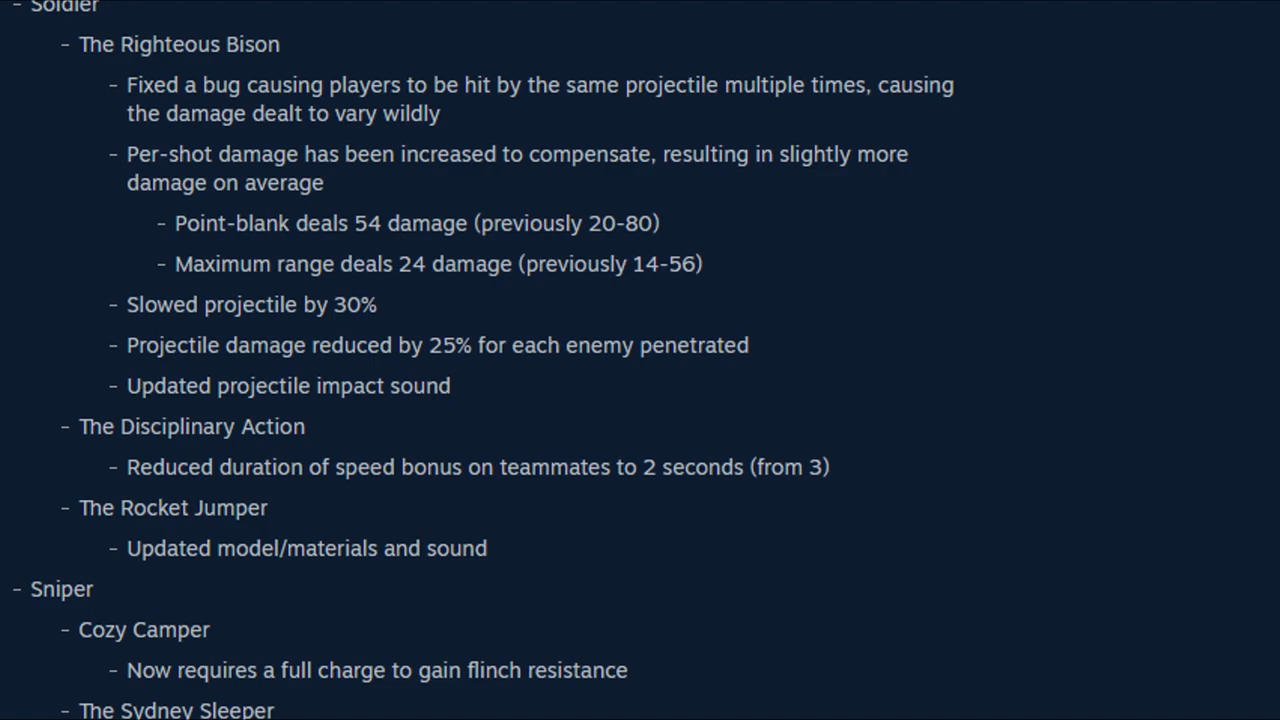 - Soldier
- The Righteous Bison
- Fixed a bug causing players to be hit by the same projectile multiple times, causing
the damage dealt to vary wildly
- Per-shot damage has been increased to compensate, resulting in slightly more
damage on average
- Point-blank deals 54 damage (previously 20-80)
- Maximum range deals 24 damage (previously 14-56)
- Slowed projectile by 30%
- Projectile damage reduced by 25% for each enemy penetrated
- Updated projectile impact sound
- The Disciplinary Action
- Reduced duration of speed bonus on teammates to 2 seconds (from 3)
- The Rocket Jumper
- Updated model/materials and sound
- Sniper
- Cozy Camper
- Now requires a full charge to gain flinch resistance
- The Sydney Sleeper